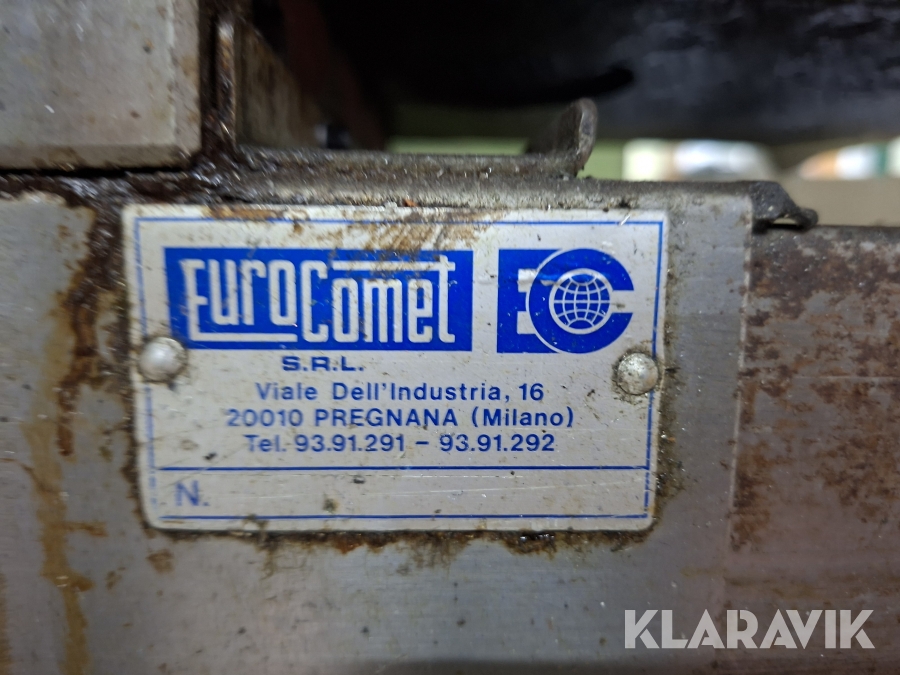 EuroComet EC
S.R.L.
Viale Dell'Industria, 16
20010 PREGNANA (Milano)
Tel. 93.91.291 - 93.91.292
N.
KLARAVIK